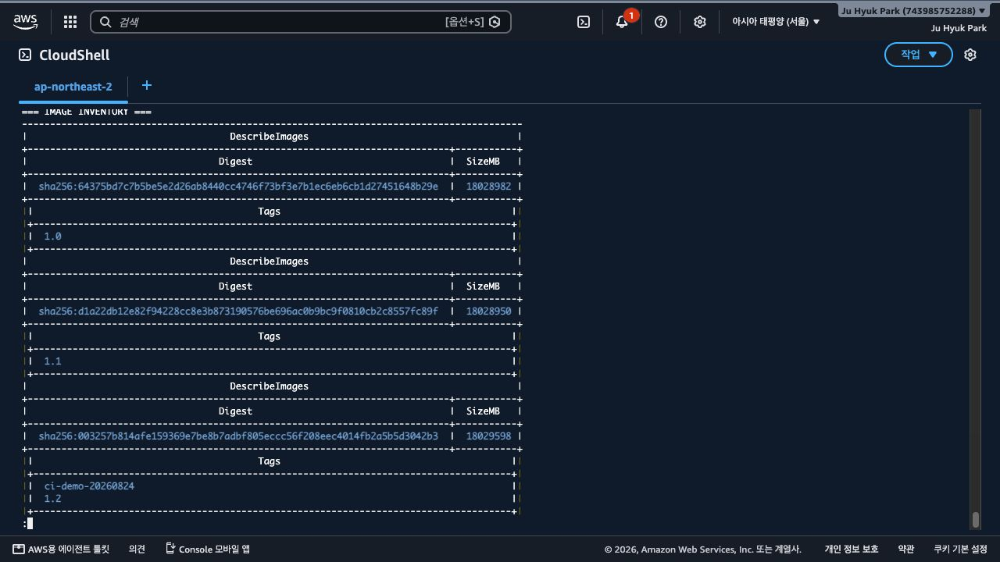 aws 검색 [옵션+S] 1 아시아 태평양 (서울) ▼ Ju Hyuk Park (743985752288) ▼
Ju Hyuk Park
CloudShell 작업 ▼
ap-northeast-2 +
=== IMAGE INVENTORY ===
-----------------------------------------------------------------------------------------
| DescribeImages |
+---------------------------------------------------------------------------+-----------+
| Digest | SizeMB |
+---------------------------------------------------------------------------+-----------+
| sha256:64375bd7c7b5be5e2d26ab8440cc4746f73bf3e7b1ec6eb6cb1d27451648b29e | 18028982 |
+---------------------------------------------------------------------------+-----------+
|| Tags ||
|+-------------------------------------------------------------------------------------+|
|| 1.0 ||
|+-------------------------------------------------------------------------------------+|
| DescribeImages |
+---------------------------------------------------------------------------+-----------+
| Digest | SizeMB |
+---------------------------------------------------------------------------+-----------+
| sha256:d1a22db12e82f94228cc8e3b873190576be696ac0b9bc9f0810cb2c8557fc89f | 18028950 |
+---------------------------------------------------------------------------+-----------+
|| Tags ||
|+-------------------------------------------------------------------------------------+|
|| 1.1 ||
|+-------------------------------------------------------------------------------------+|
| DescribeImages |
+---------------------------------------------------------------------------+-----------+
| Digest | SizeMB |
+---------------------------------------------------------------------------+-----------+
| sha256:003257b814afe159369e7be8b7adbf805eccc56f208eec4014fb2a5b5d3042b3 | 18029598 |
+---------------------------------------------------------------------------+-----------+
|| Tags ||
|+-------------------------------------------------------------------------------------+|
|| ci-demo-20260824 ||
|| 1.2 ||
|+-------------------------------------------------------------------------------------+|
:
AWS용 에이전트 툴킷 의견 Console 모바일 앱 © 2026, Amazon Web Services, Inc. 또는 계열사. 개인 정보 보호 약관 쿠키 기본 설정